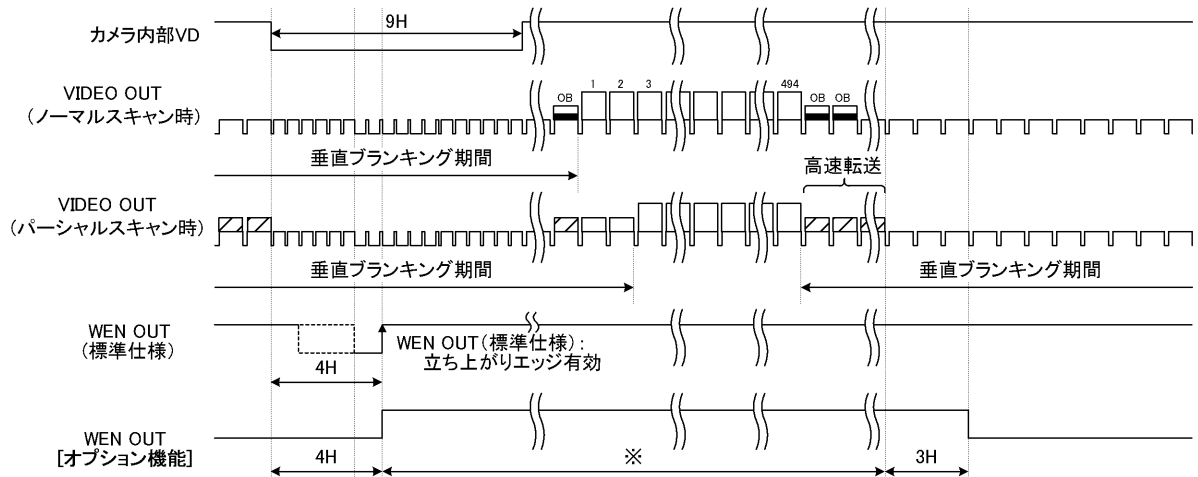 カメラ内部VD
9H
VIDEO OUT
(ノーマルスキャン時)
OB
1
2
3
494
OB
OB
垂直ブランキング期間
高速転送
VIDEO OUT
(パーシャルスキャン時)
垂直ブランキング期間
垂直ブランキング期間
WEN OUT
(標準仕様)
WEN OUT(標準仕様):
立ち上がりエッジ有効
4H
WEN OUT
[オプション機能]
4H
※
3H